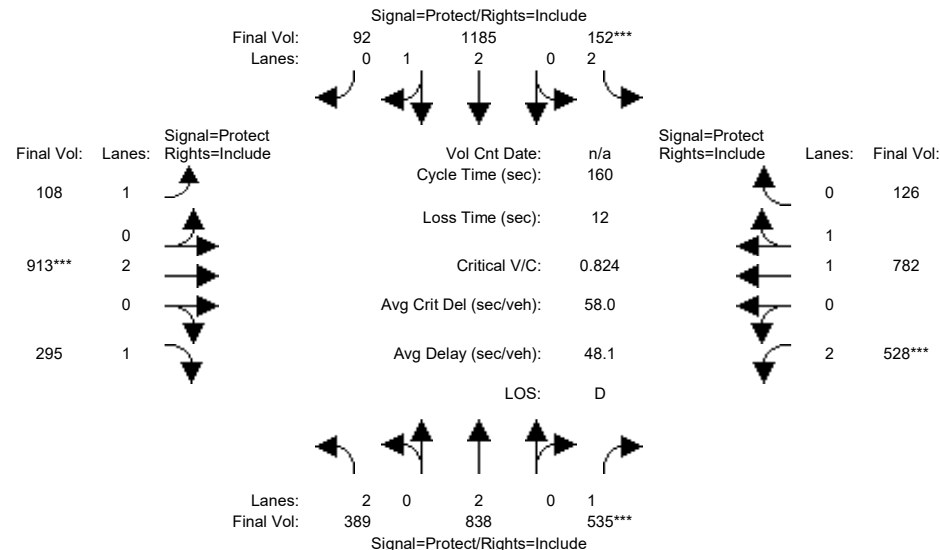 Signal=Protect/Rights=Include
Final Vol: 92 1185 152***
Lanes: 0 1 2 0 2
Signal=Protect Signal=Protect
Final Vol: Lanes: Rights=Include Vol Cnt Date: n/a Rights=Include Lanes: Final Vol:
Cycle Time (sec): 160
108 1 0 126
Loss Time (sec): 12
0 1
913*** 2 Critical V/C: 0.824 1 782
0 Avg Crit Del (sec/veh): 58.0 0
295 1 Avg Delay (sec/veh): 48.1 2 528***
LOS: D
Lanes: 2 0 2 0 1
Final Vol: 389 838 535***
Signal=Protect/Rights=Include